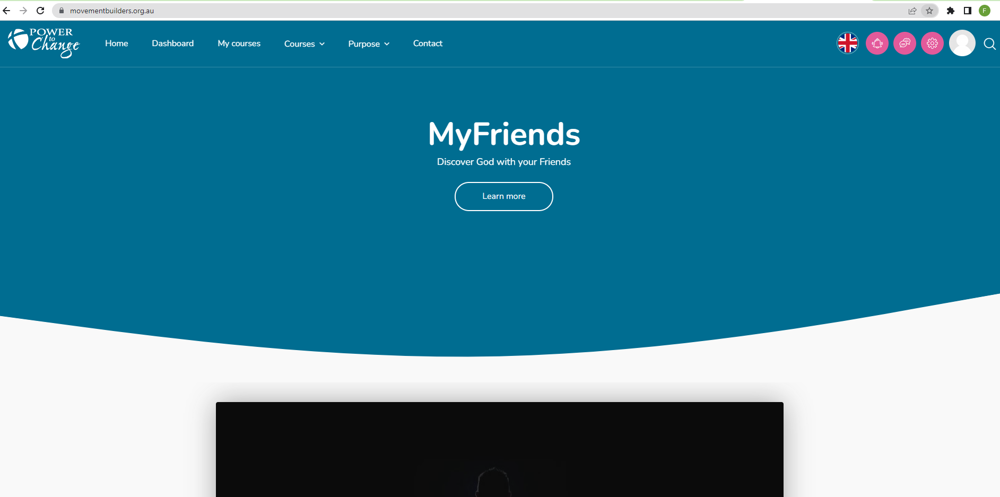 movementbuilders.org.au
F
POWER
to
Change
Home
Dashboard
My courses
Courses
Purpose
Contact
MyFriends
Discover God with your Friends
Learn more